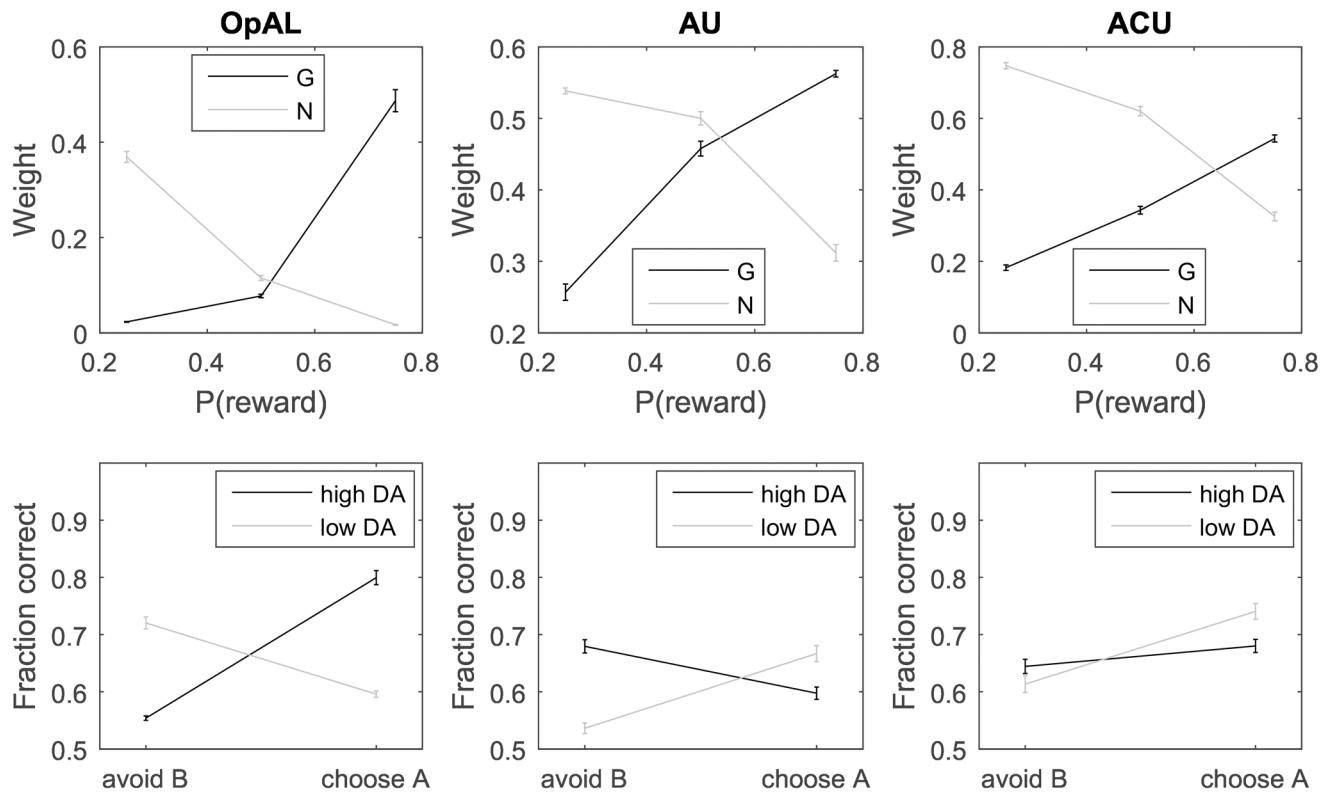 OpAL
AU
ACU
0.6
0.4
0.2
0
Weight
G
N
0.2
0.4
0.6
0.8
P(reward)
0.6
0.5
0.4
0.3
0.2
Weight
G
N
0.2
0.4
0.6
0.8
P(reward)
0.8
0.6
0.4
0.2
0
Weight
G
N
0.2
0.4
0.6
0.8
P(reward)
0.9
0.8
0.7
0.6
0.5
Fraction correct
high DA
low DA
avoid B
choose A
0.9
0.8
0.7
0.6
0.5
Fraction correct
high DA
low DA
avoid B
choose A
0.9
0.8
0.7
0.6
0.5
Fraction correct
high DA
low DA
avoid B
choose A